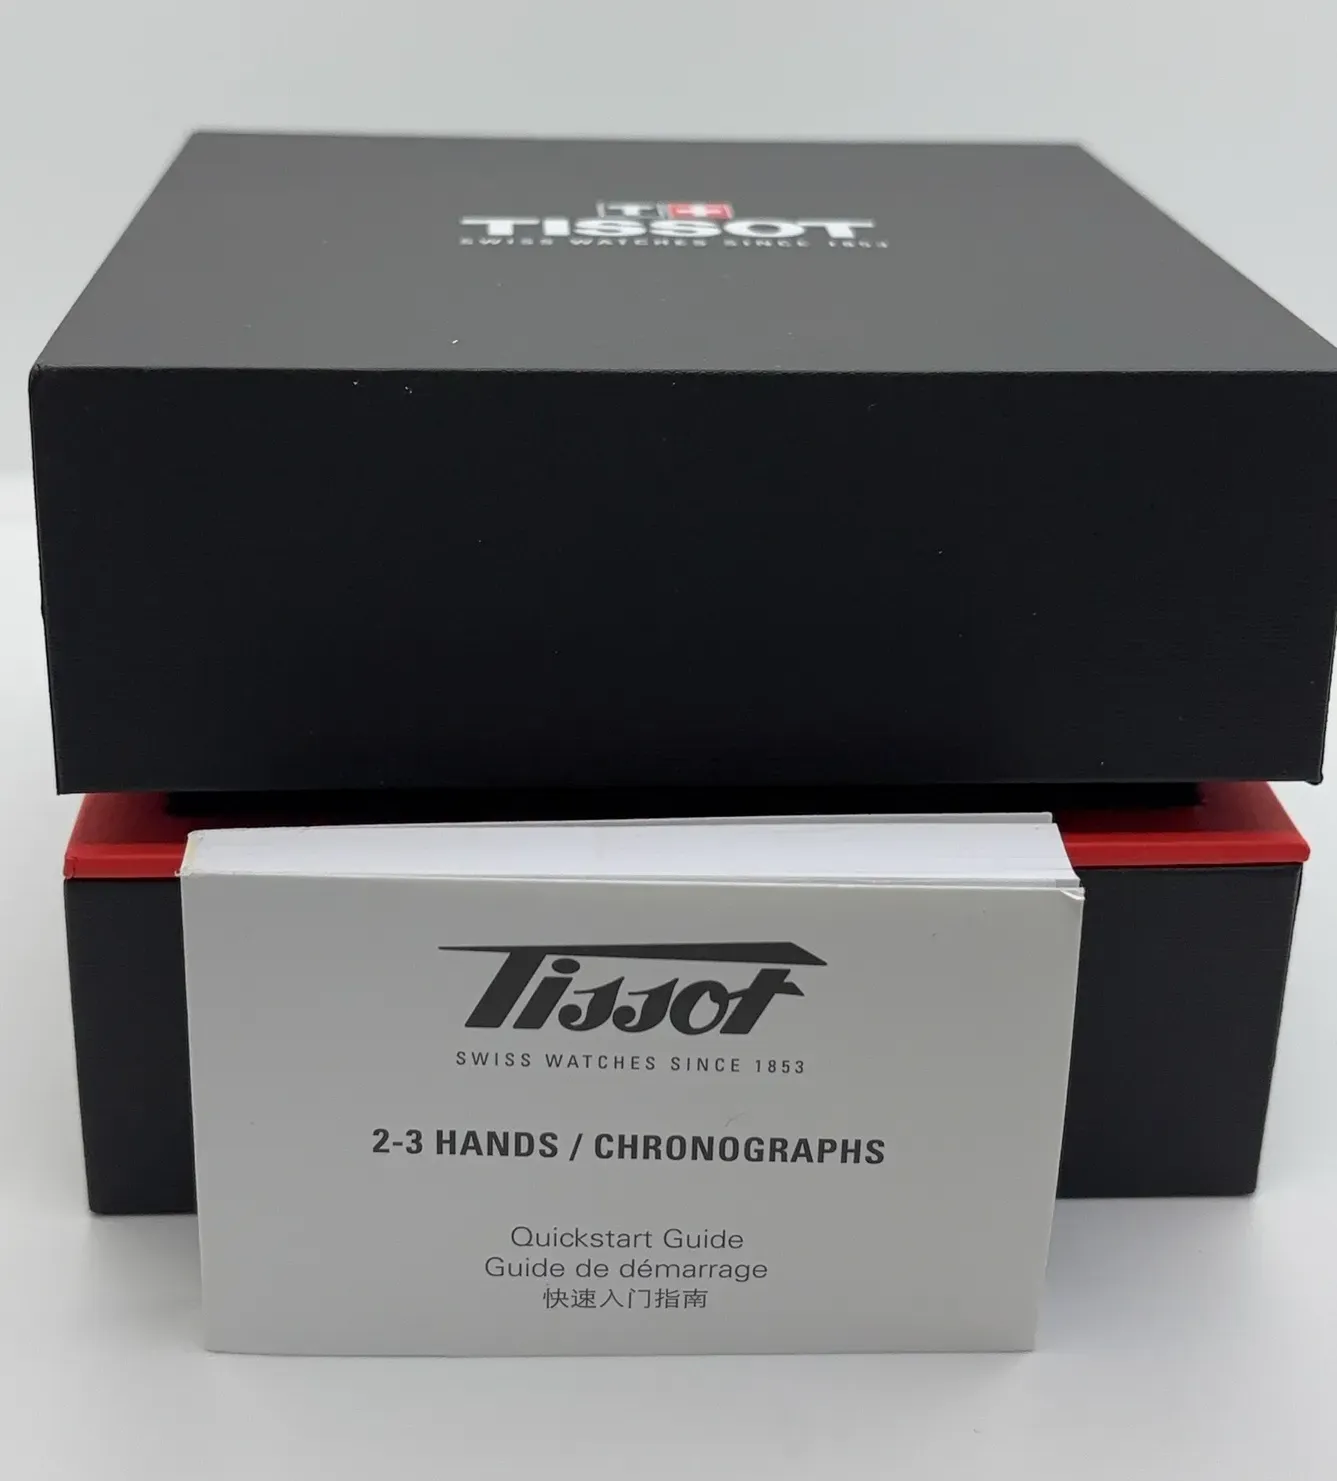 T+
TISSOT
SWISS WATCHES SINCE 1853
Tissot
SWISS WATCHES SINCE 1853
2-3 HANDS / CHRONOGRAPHS
Quickstart Guide
Guide de démarrage
快速入门指南